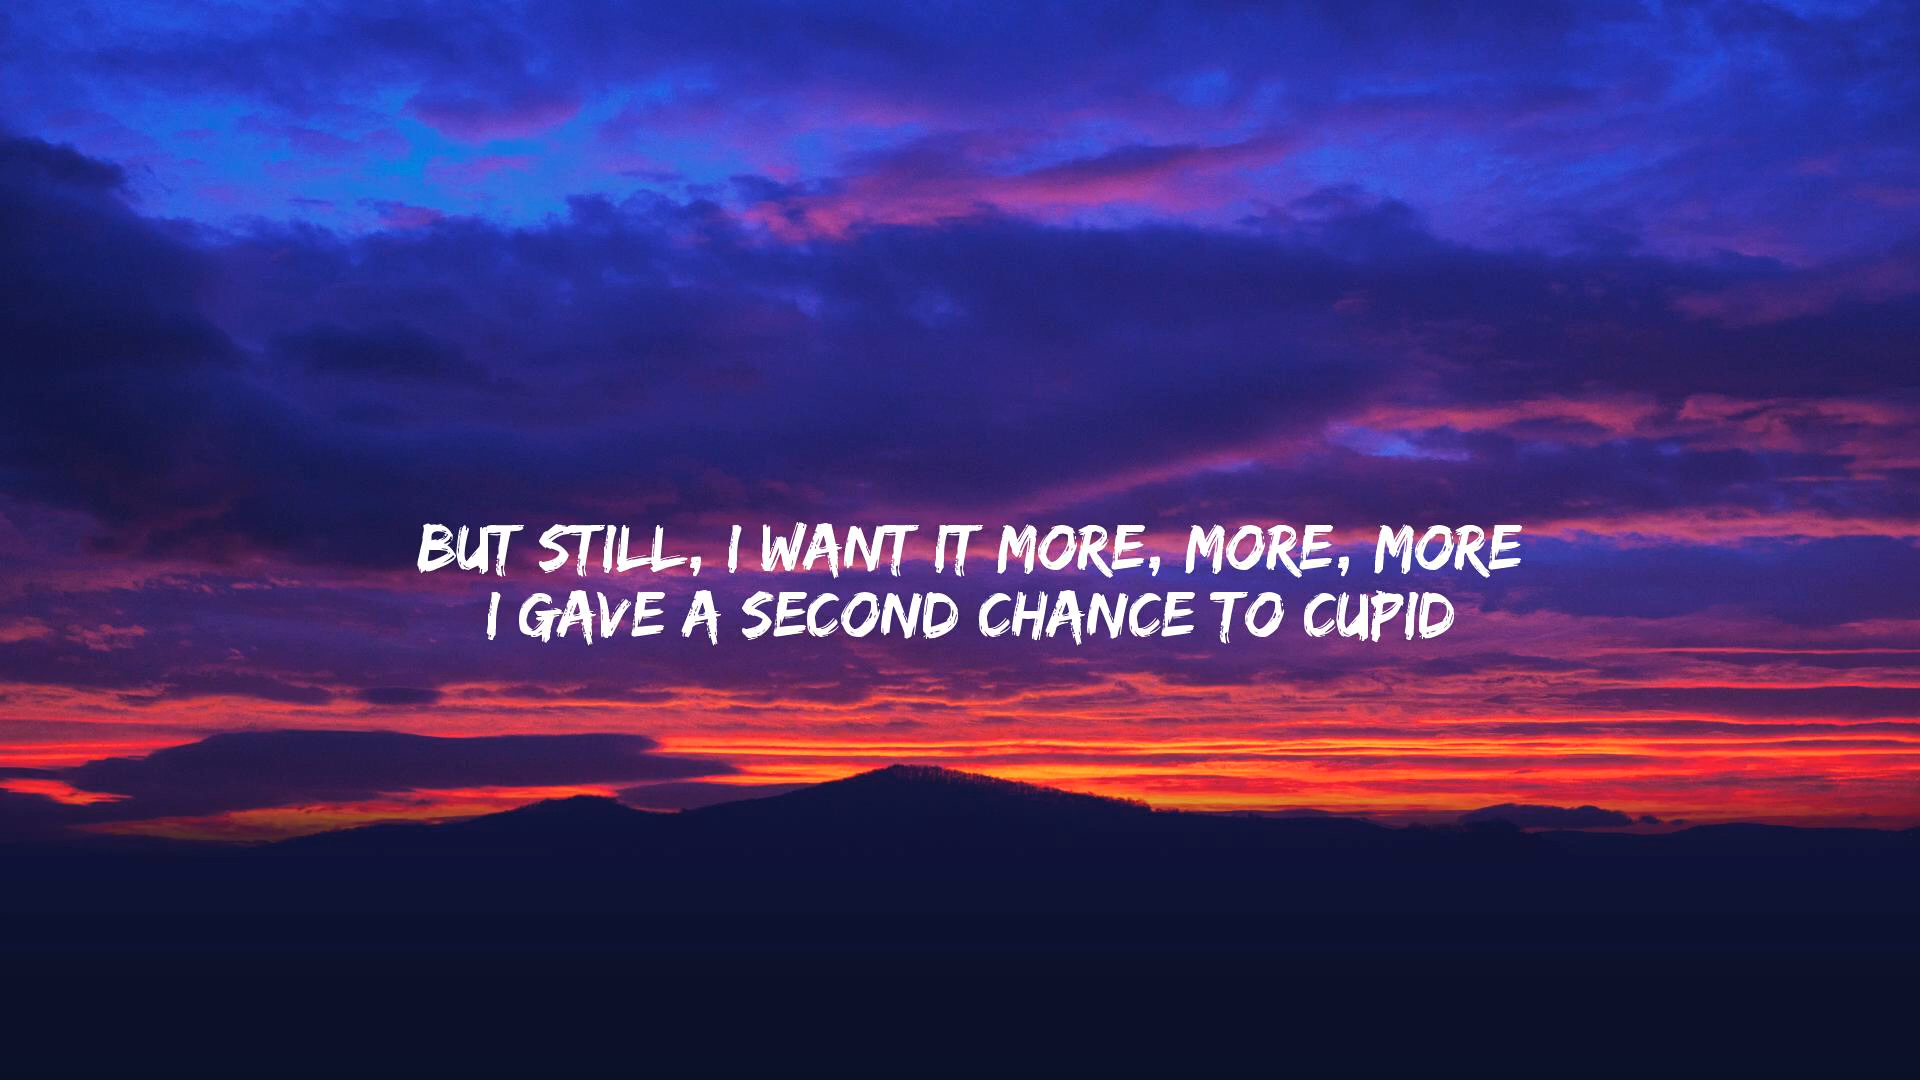 BUT STILL, I WANT IT MORE, MORE, MORE
I GAVE A SECOND CHANCE TO CUPID